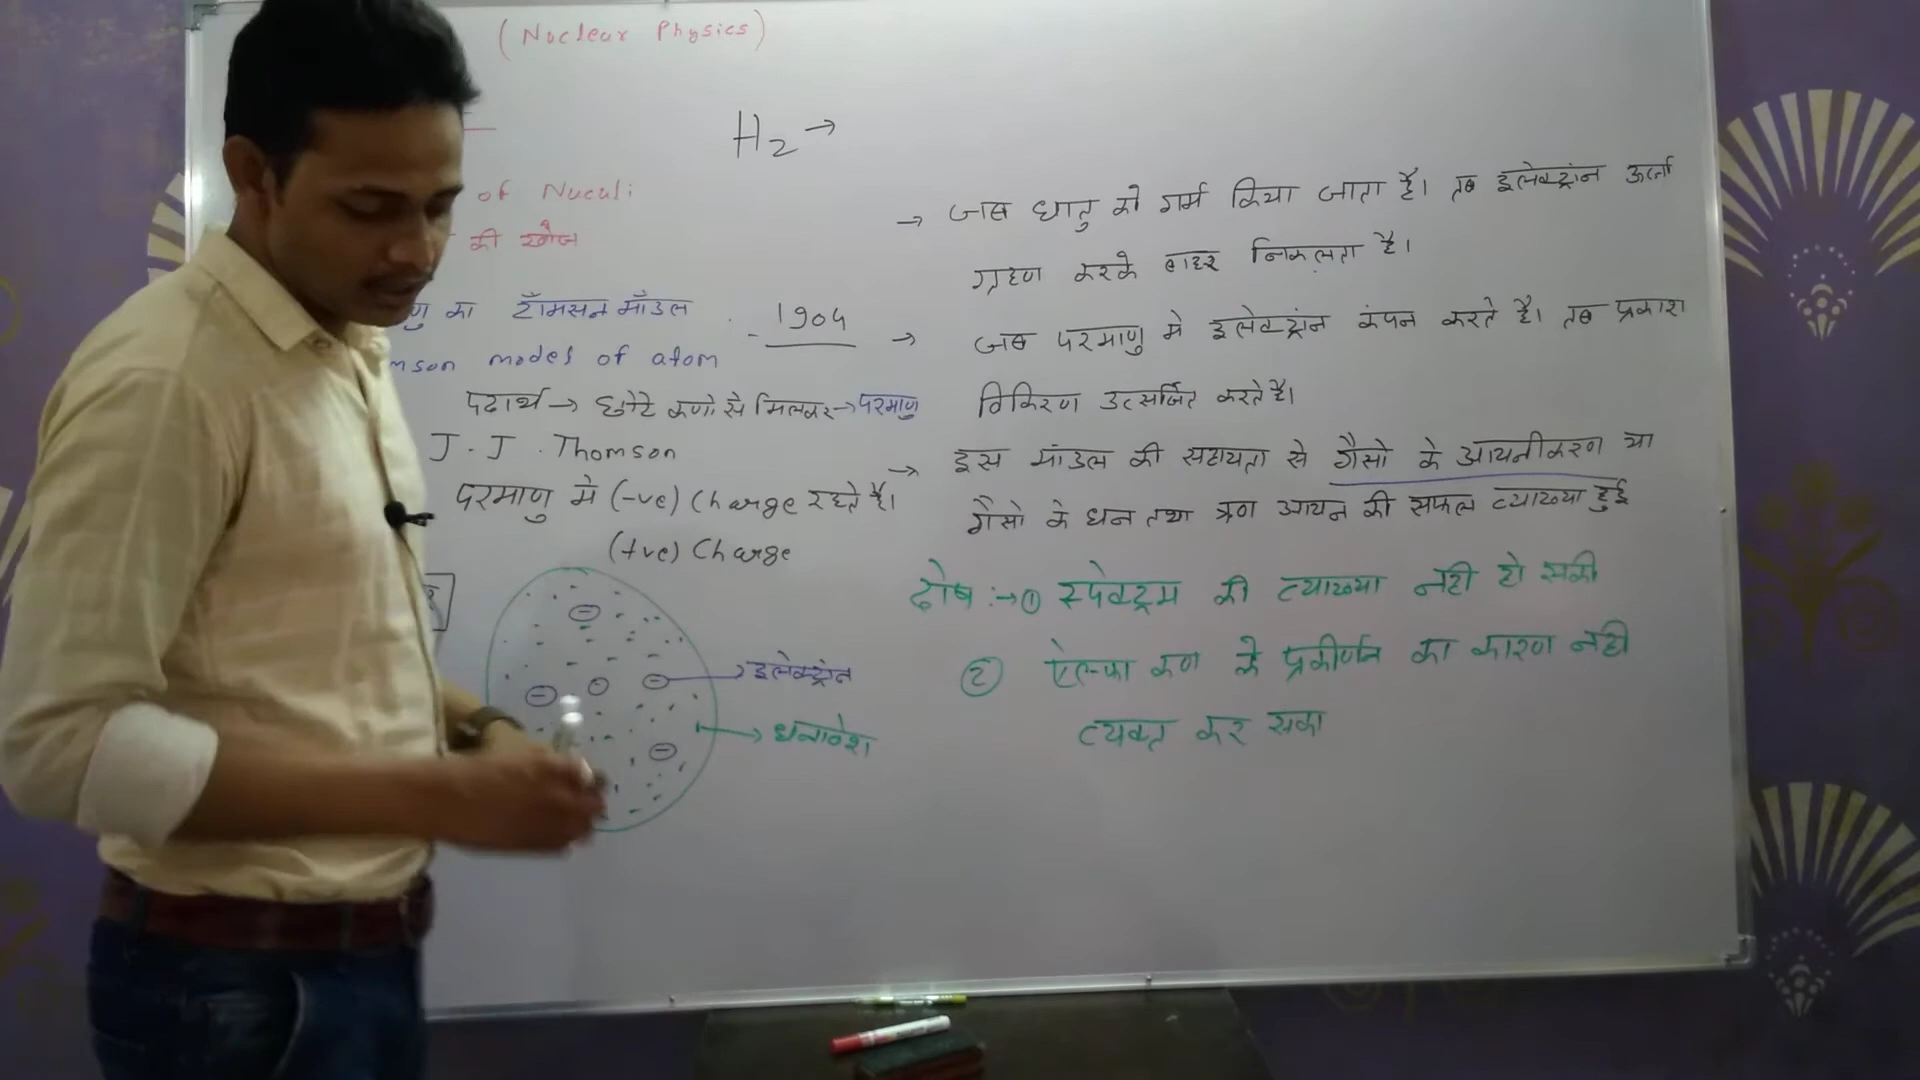 (Nuclear Physics)
H₂ →
of Nuculi
की खोज
का टॉमसन मॉडल
1904
models of atom
पदार्थ → छोटे कणो से मिलकर → परमाणु
J. J. Thomson
परमाणु मे (-ve) Charge रहते है।
(+ve) Charge
इलेक्ट्रांन
धनावेश
→ जब धातु को गर्म किया जाता है। तब इलेक्ट्रांन ऊर्जा
ग्रहण करके बाहर निकलता है।
→ जब परमाणु मे इलेक्ट्रांन कंपन करते है। तब प्रकाश
विकिरण उत्सर्जित करते है।
→ इस मांडल की सहायता से गैसो के आयनीकरण या
गैसो के धन तथा ऋण आयन की सफल व्याख्या हुई
दोष :→ ① स्पेक्ट्रम की व्याख्या नही हो सकी
② ऐल्फा कण के प्रकीर्णन का कारण नही
व्यक्त कर सका